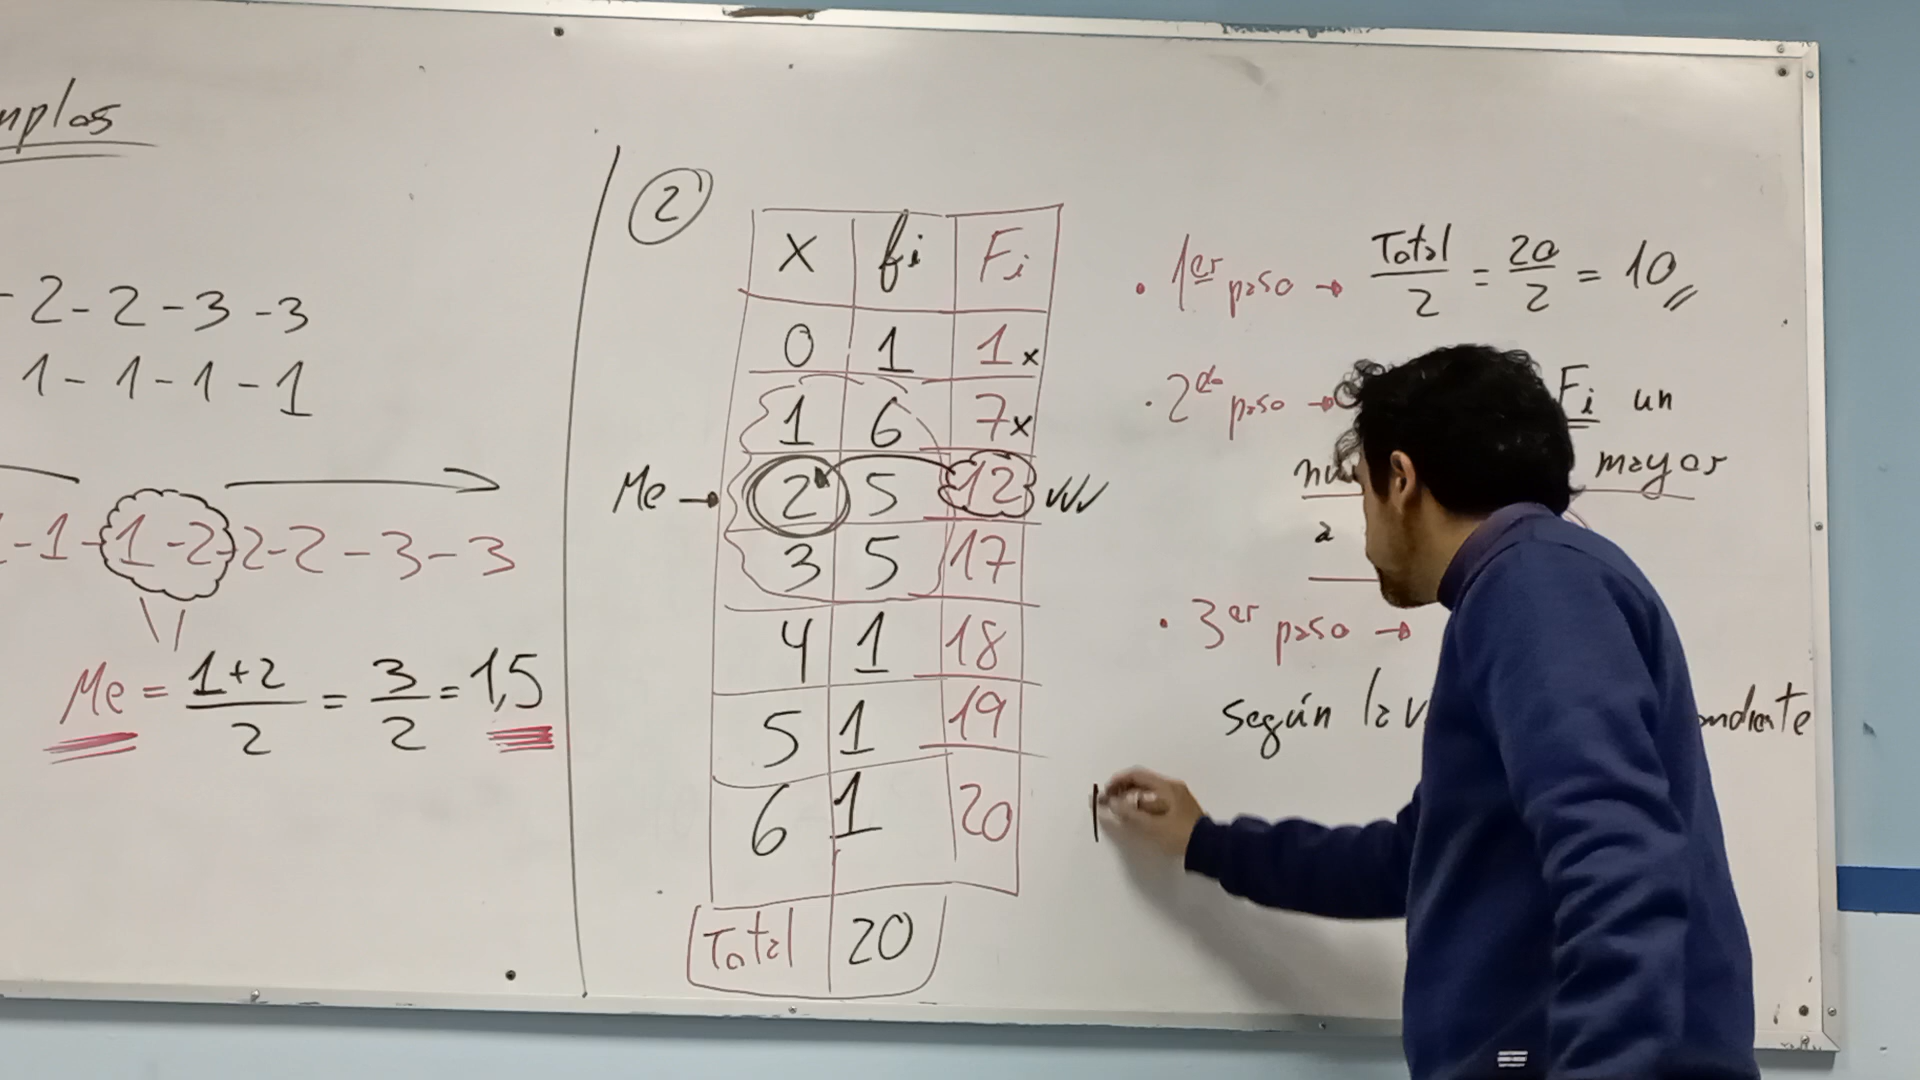 - 2 - 2 - 3 - 3
1 - 1 - 1 - 1
- 1 - 1 - 2 - 2 - 2 - 3 - 3
Me = 1+2/2 = 3/2 = 1,5
2
X fi Fi
0 1 1 x
1 6 7 x
Me → 2 5 12 ✓✓✓
3 5 17
4 1 18
5 1 19
6 1 20
Total 20
• 1er paso → Total/2 = 20/2 = 10
• 2do paso → Fi un
mayor
a
• 3er paso →
según la